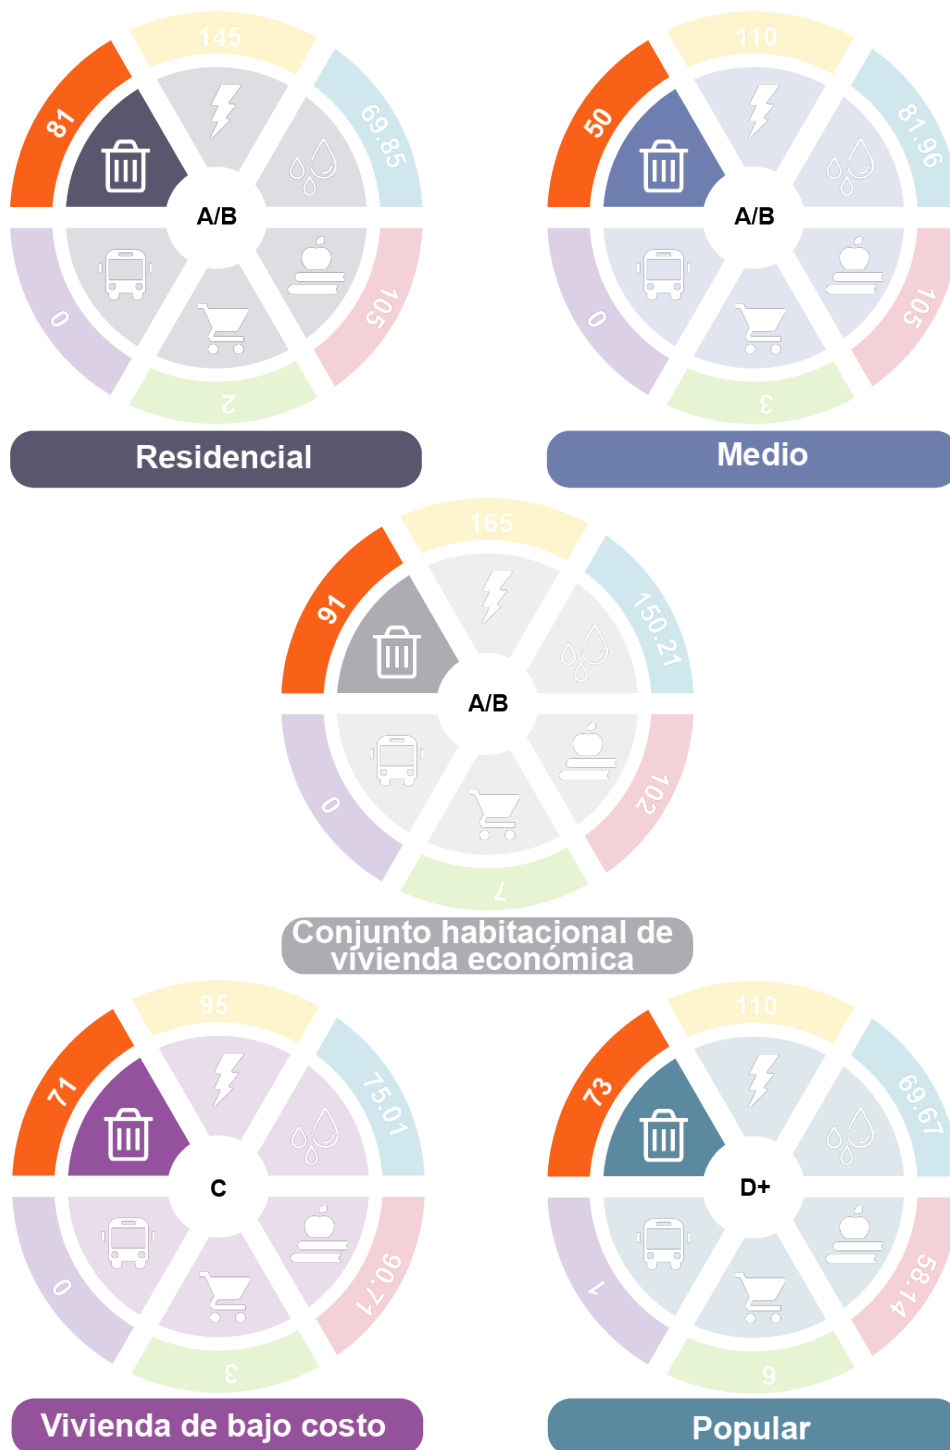 145
110
81
69.85
50
81.96
A/B
A/B
0
105
0
105
2
3
Residencial
Medio
165
91
150.21
A/B
0
102
7
Conjunto habitacional de
vivienda económica
95
110
71
75.01
73
69.67
C
D+
0
90.71
1
58.14
3
6
Vivienda de bajo costo
Popular